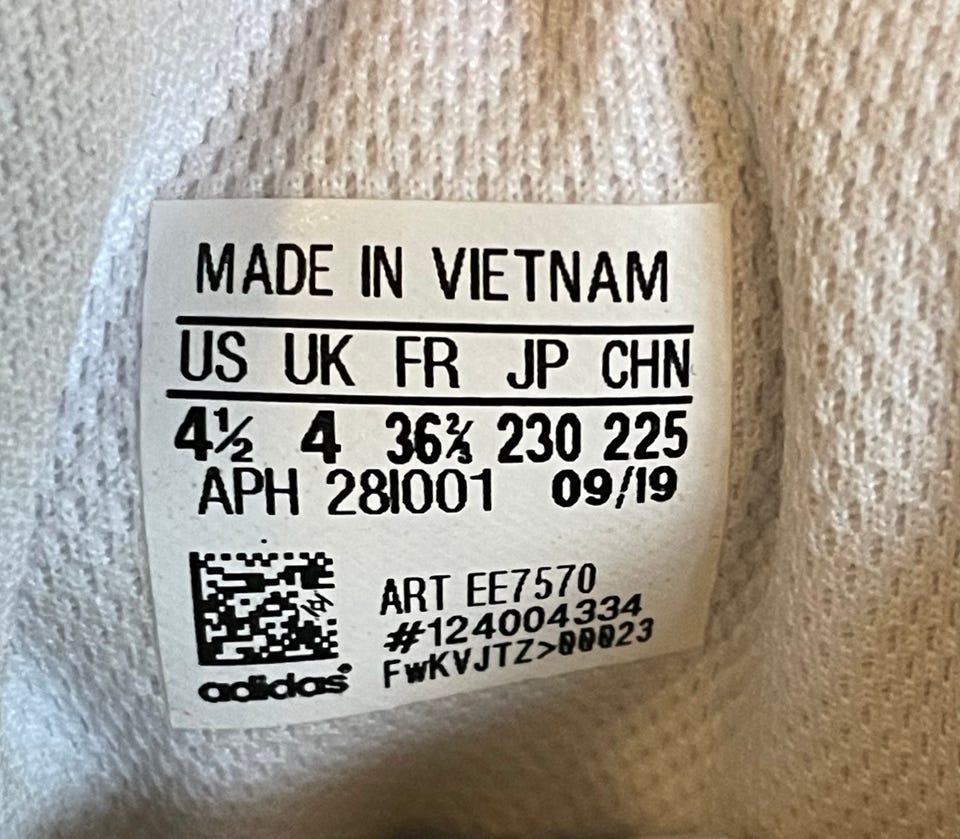 MADE IN VIETNAM
US UK FR JP CHN
4½ 4 36⅔ 230 225
APH 28I001 09/19
ART EE7570
#124004334
FwKVJTZ>00023
adidas®